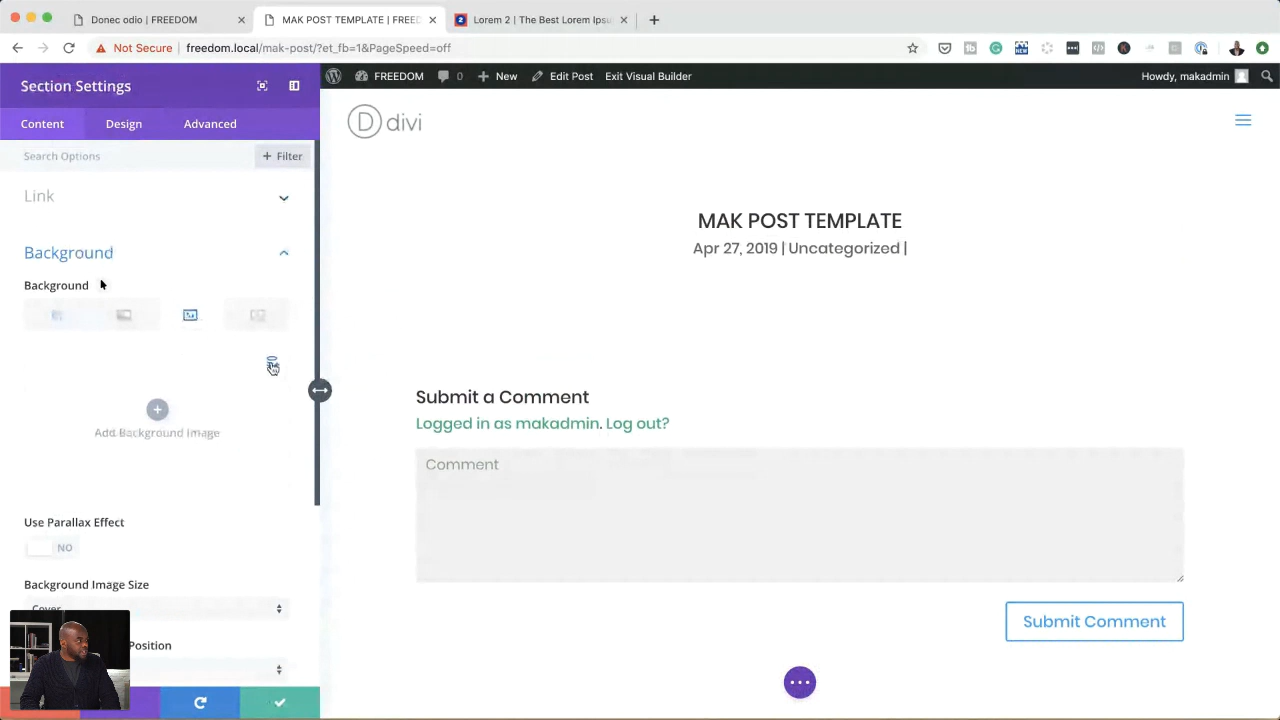 Donec odio | FREEDOM
MAK POST TEMPLATE | FREED
Lorem 2 | The Best Lorem Ipsu
Not Secure
freedom.local/mak-post/?et_fb=1&PageSpeed=off
Section Settings
Content
Design
Advanced
Search Options
+ Filter
Link
Background
Background
Add Background Image
Use Parallax Effect
NO
Background Image Size
Cover
Position
FREEDOM
0
New
Edit Post
Exit Visual Builder
Howdy, makadmin
D divi
MAK POST TEMPLATE
Apr 27, 2019 | Uncategorized |
Submit a Comment
Logged in as makadmin. Log out?
Comment
Submit Comment